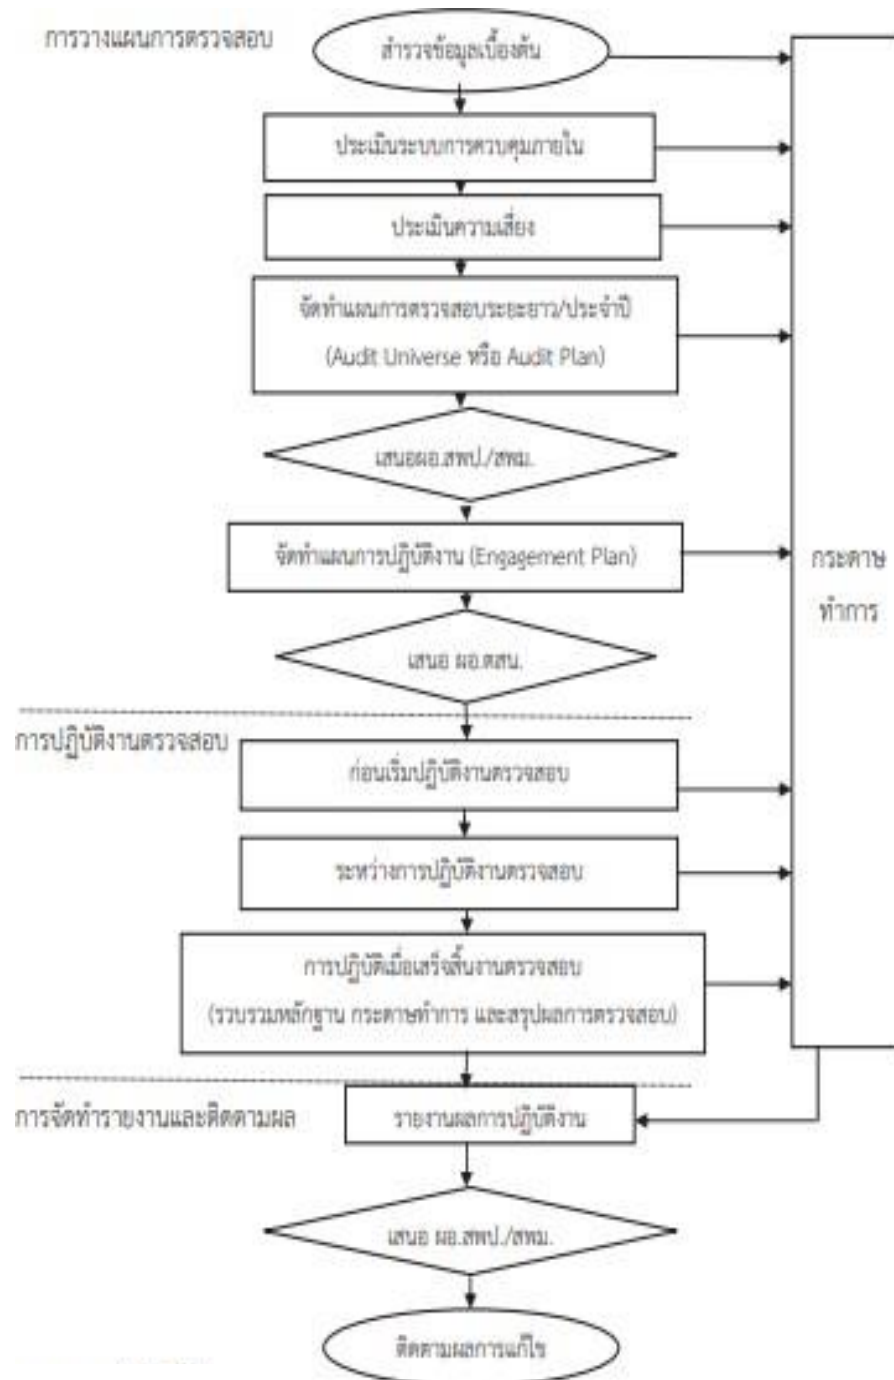 การวางแผนการตรวจสอบ
สำรวจข้อมูลเบื้องต้น
ประเมินระบบการควบคุมภายใน
ประเมินความเสี่ยง
จัดทำแผนการตรวจสอบระยะยาว/ประจำปี
(Audit Universe หรือ Audit Plan)
เสนอผอ.สพป./สพม.
จัดทำแผนการปฏิบัติงาน (Engagement Plan)
กระดาษ
ทำการ
เสนอ ผอ.ตสน.
การปฏิบัติงานตรวจสอบ
ก่อนเริ่มปฏิบัติงานตรวจสอบ
ระหว่างการปฏิบัติงานตรวจสอบ
การปฏิบัติเมื่อเสร็จสิ้นงานตรวจสอบ
(รวบรวมหลักฐาน กระดาษทำการ และสรุปผลการตรวจสอบ)
การจัดทำรายงานและติดตามผล
รายงานผลการปฏิบัติงาน
เสนอ ผอ.สพป./สพม.
ติดตามผลการแก้ไข